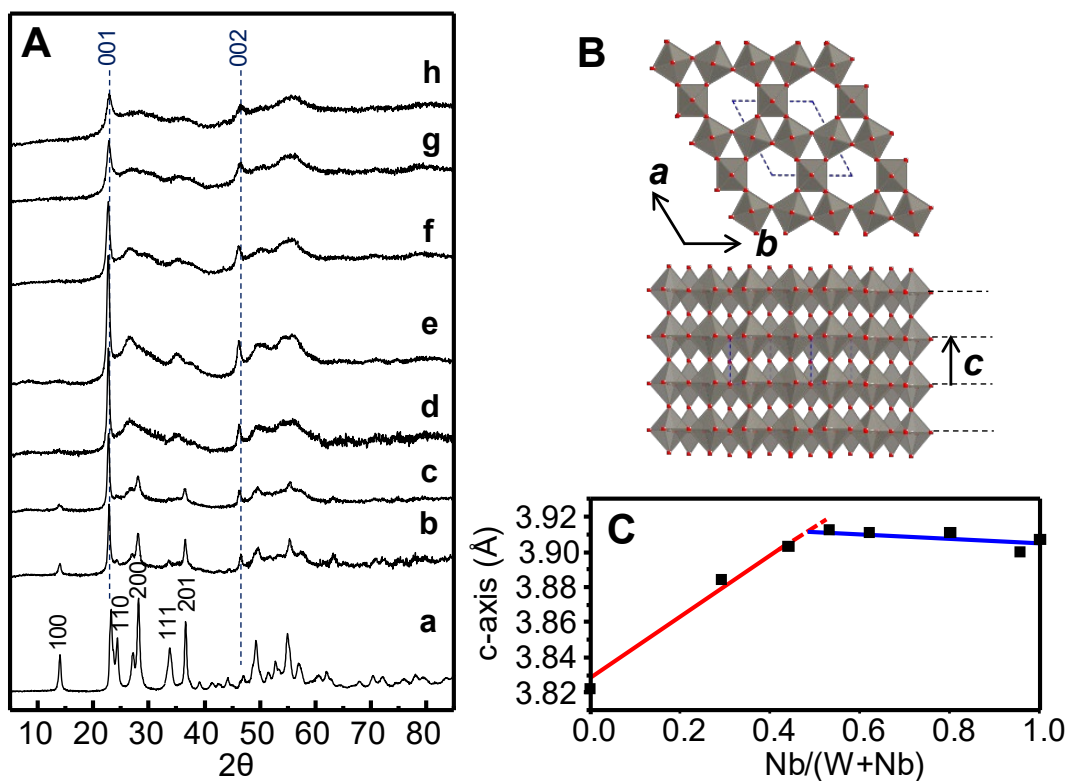 A
001
002
h
g
f
e
d
c
b
a
100
110
200
111
201
10 20 30 40 50 60 70 80
2θ
B
a
b
c
C
3.92
3.90
3.88
3.86
3.84
3.82
c-axis (Å)
0.0 0.2 0.4 0.6 0.8 1.0
Nb/(W+Nb)